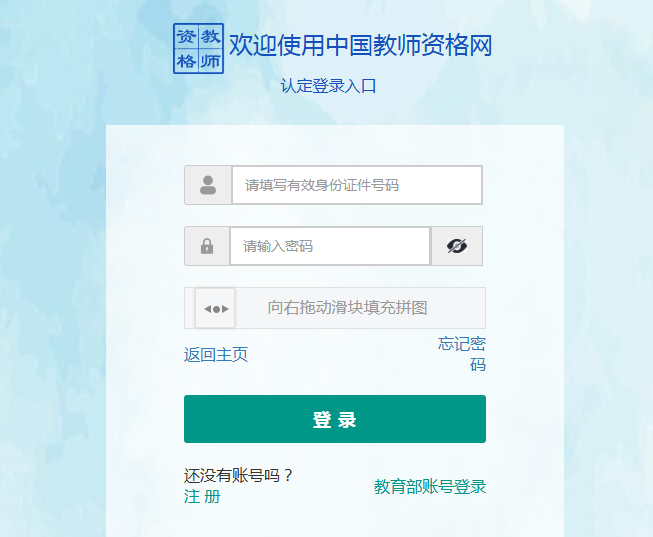 资教
格师
欢迎使用中国教师资格网
认定登录入口
请填写有效身份证件号码
请输入密码
向右拖动滑块填充拼图
返回主页
忘记密
码
登 录
还没有账号吗？
注 册
教育部账号登录